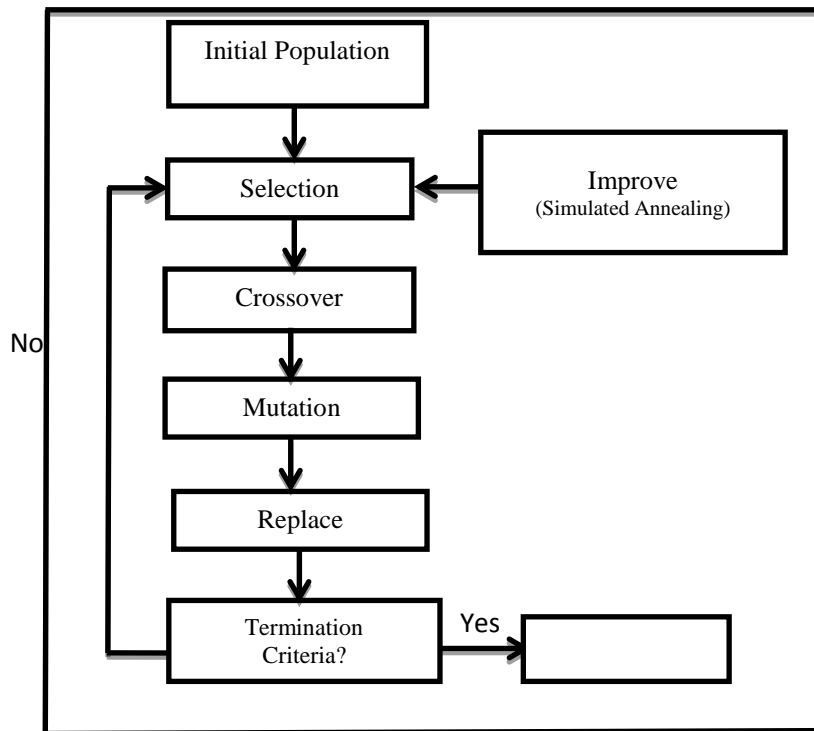 Initial Population
Selection
Improve
(Simulated Annealing)
Crossover
No
Mutation
Replace
Termination
Criteria?
Yes